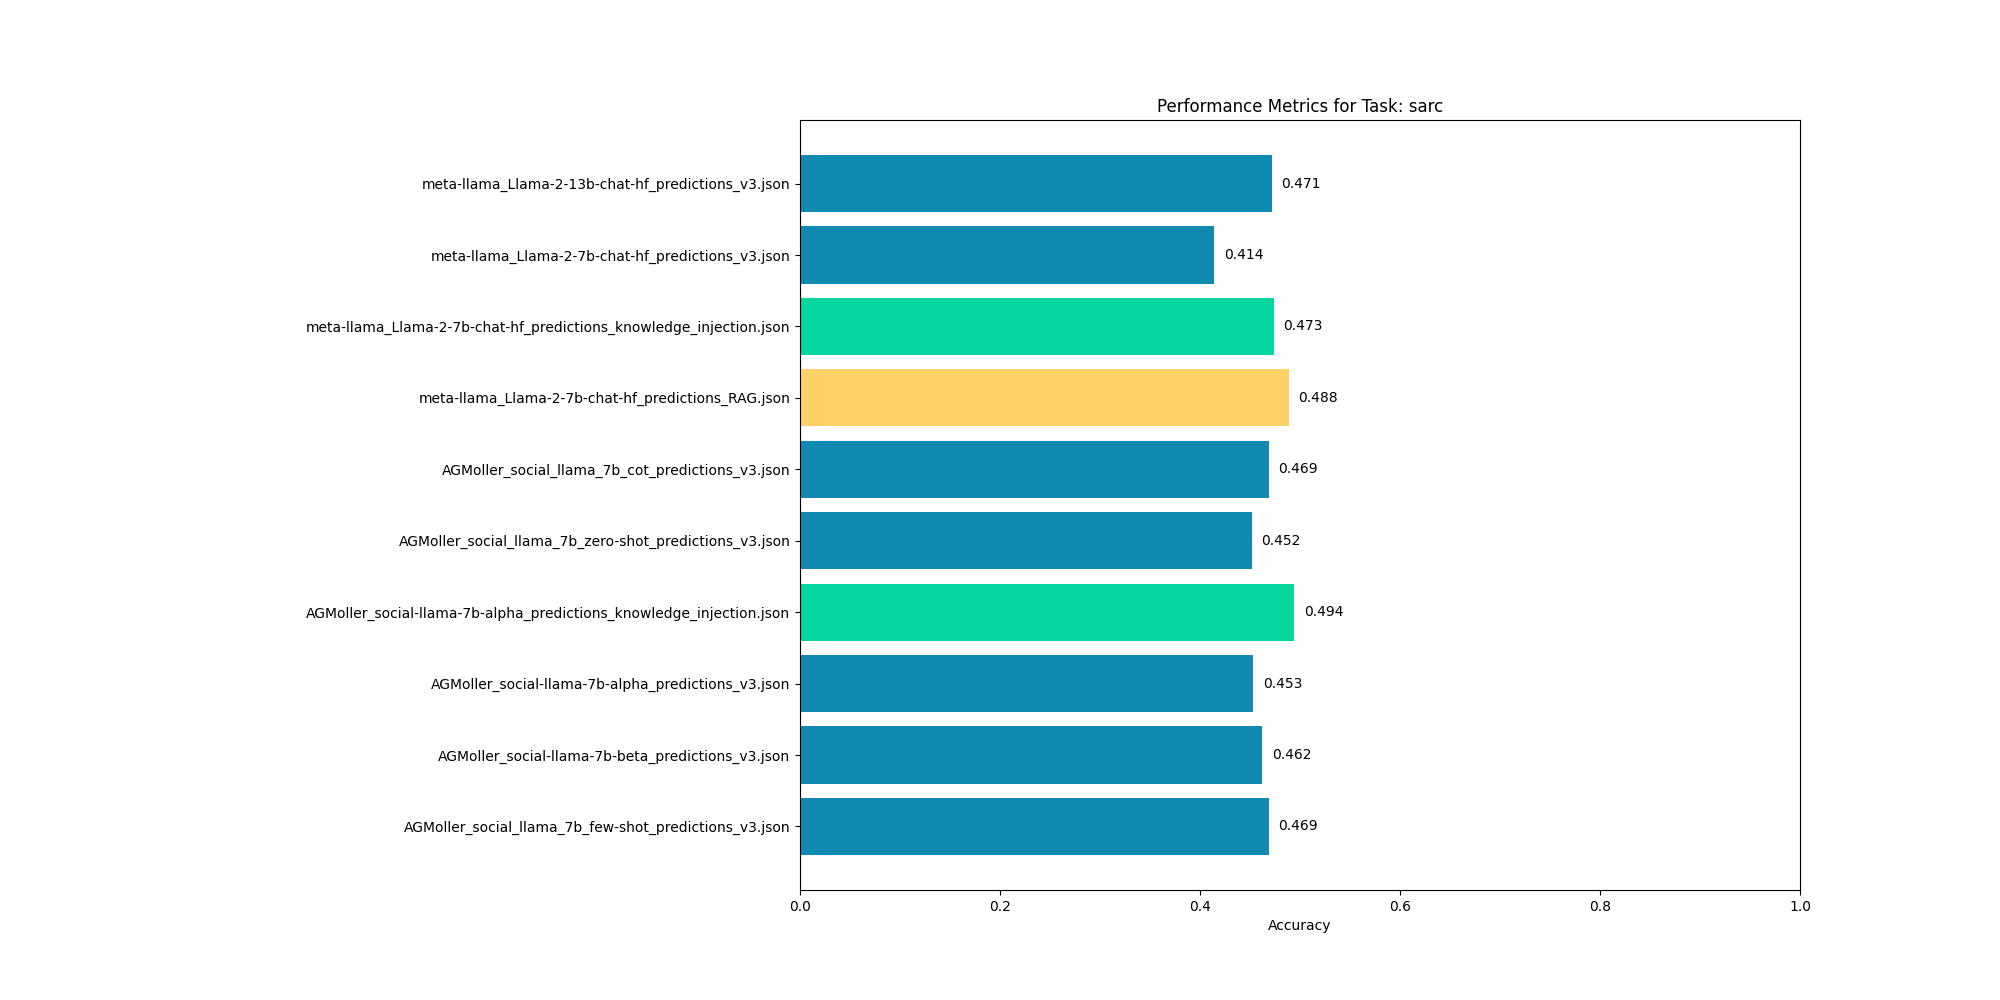 Performance Metrics for Task: sarc
meta-llama_Llama-2-13b-chat-hf_predictions_v3.json 0.471
meta-llama_Llama-2-7b-chat-hf_predictions_v3.json 0.414
meta-llama_Llama-2-7b-chat-hf_predictions_knowledge_injection.json 0.473
meta-llama_Llama-2-7b-chat-hf_predictions_RAG.json 0.488
AGMoller_social_llama_7b_cot_predictions_v3.json 0.469
AGMoller_social_llama_7b_zero-shot_predictions_v3.json 0.452
AGMoller_social-llama-7b-alpha_predictions_knowledge_injection.json 0.494
AGMoller_social-llama-7b-alpha_predictions_v3.json 0.453
AGMoller_social-llama-7b-beta_predictions_v3.json 0.462
AGMoller_social_llama_7b_few-shot_predictions_v3.json 0.469
0.0 0.2 0.4 0.6 0.8 1.0
Accuracy